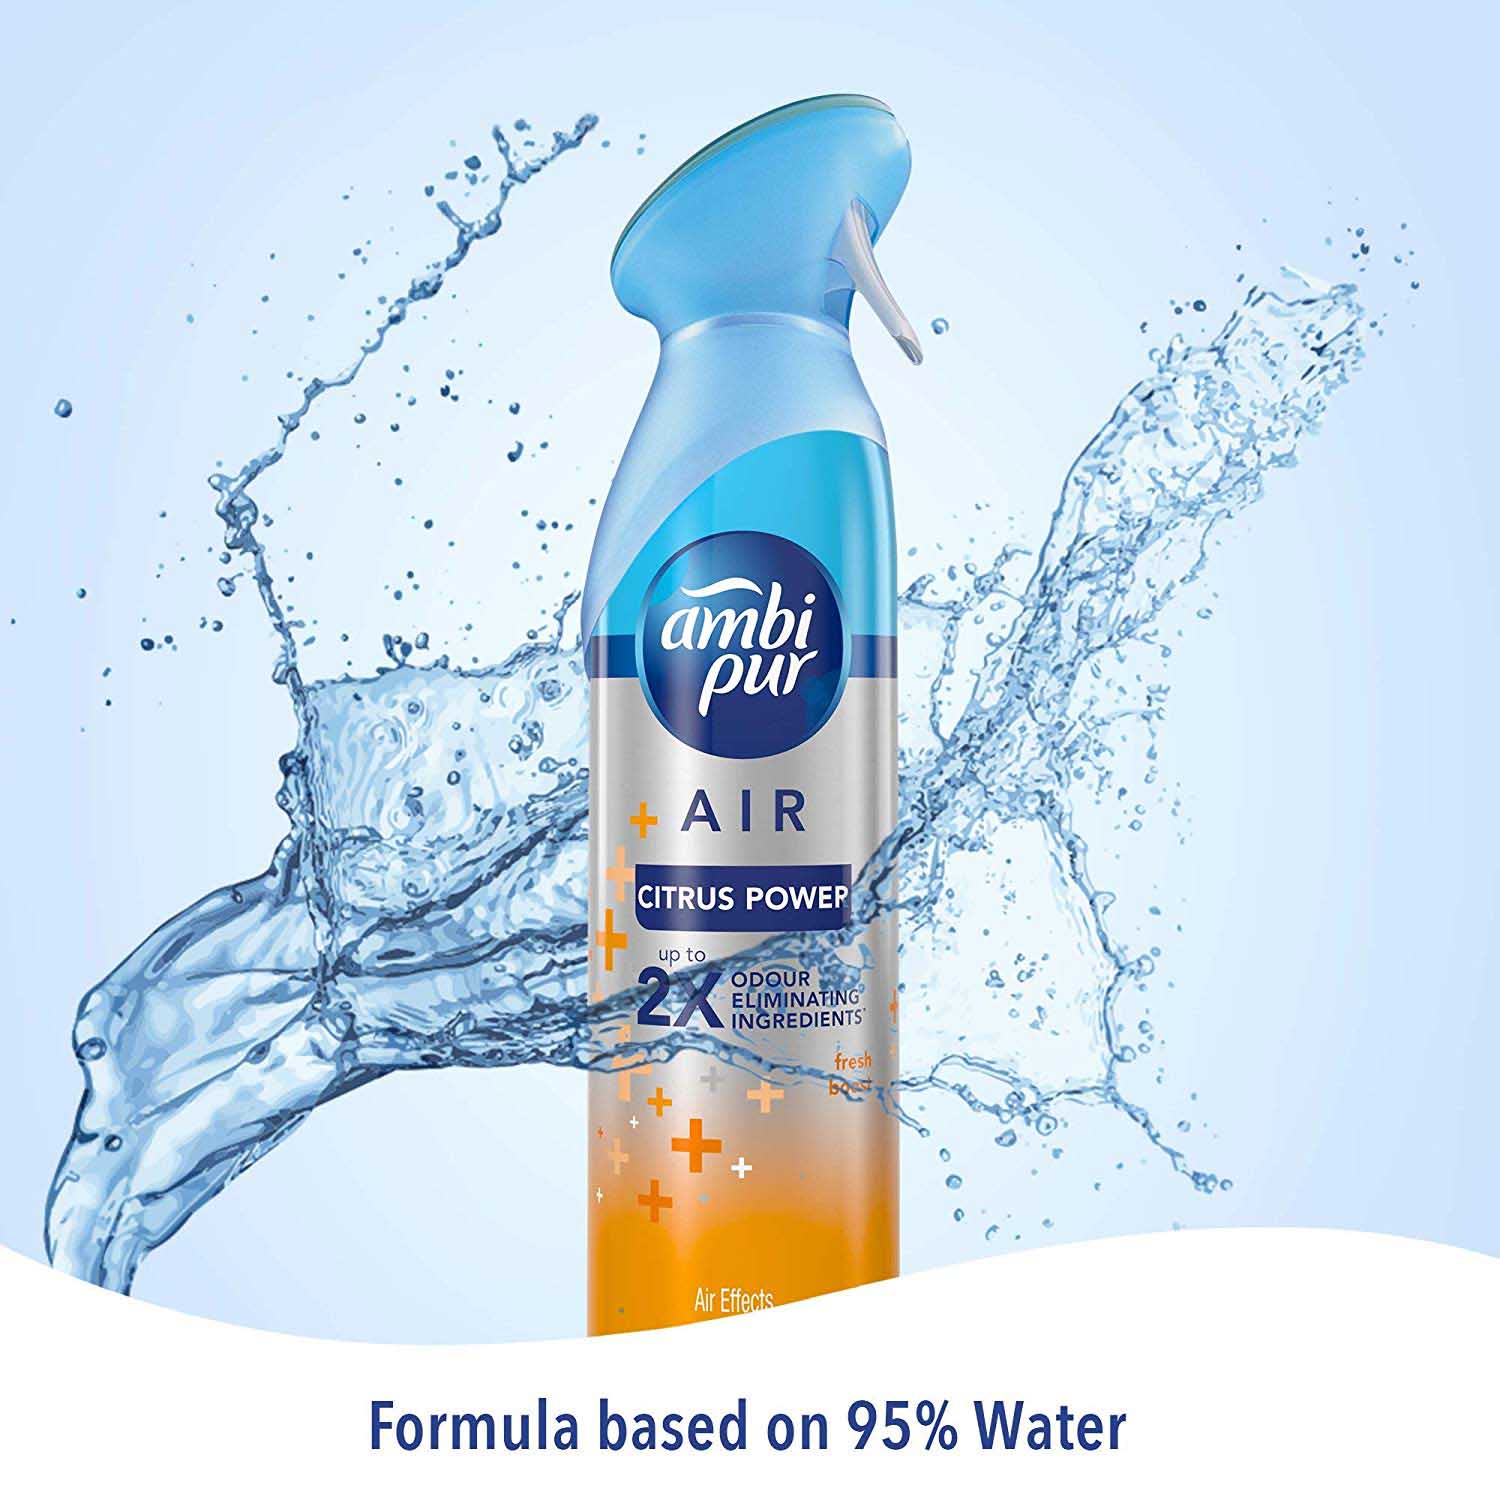 ambi
pur
AIR
CITRUS POWER
up to
2X ODOUR
ELIMINATING
INGREDIENTS*
fresh
boost
Air Effects
Formula based on 95% Water